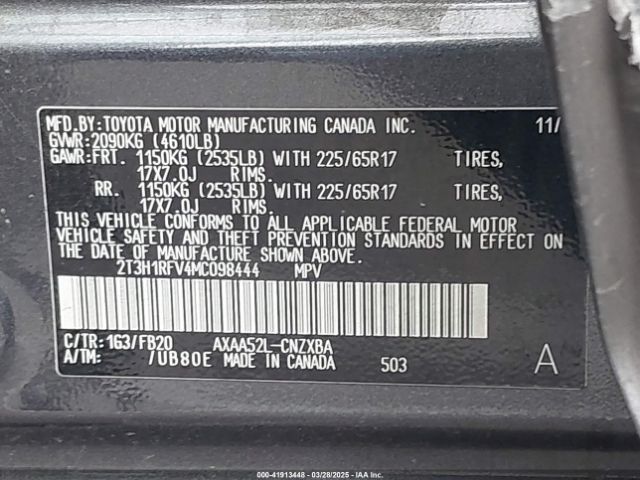 MFD.BY:TOYOTA MOTOR MANUFACTURING CANADA INC. 11/
GVWR:2090KG (4610LB)
GAWR:FRT. 1150KG (2535LB) WITH 225/65R17 TIRES,
17X7.0J RIMS.
RR. 1150KG (2535LB) WITH 225/65R17 TIRES,
17X7.0J RIMS.
THIS VEHICLE CONFORMS TO ALL APPLICABLE FEDERAL MOTOR
VEHICLE SAFETY AND THEFT PREVENTION STANDARDS IN EFFECT ON
THE DATE OF MANUFACTURE SHOWN ABOVE.
2T3H1RFV4MC098444 MPV
C/TR:1G3/FB20 AXAA52L-CNZXBA
A/TM: /UB80E MADE IN CANADA 503 A
000-41913448 — 03/28/2025 — IAA Inc.